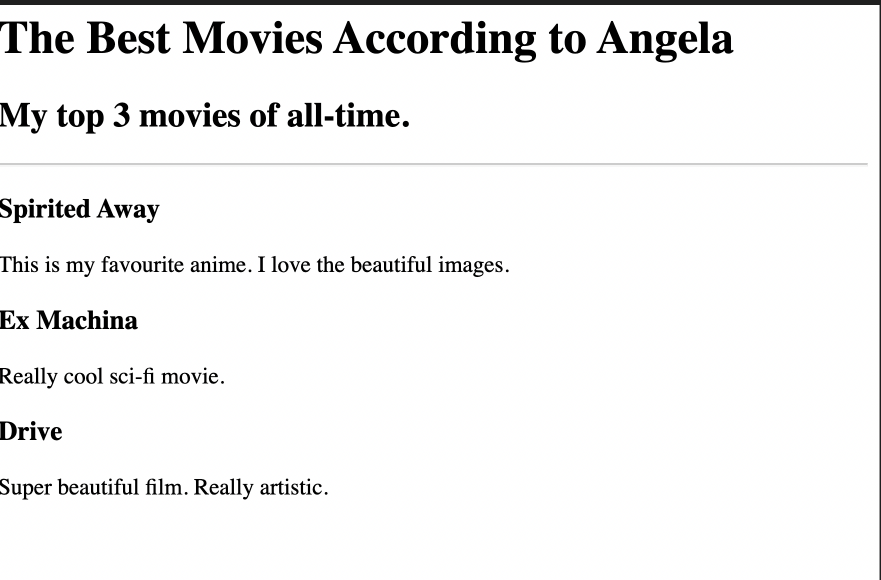 The Best Movies According to Angela
My top 3 movies of all-time.
Spirited Away
This is my favourite anime. I love the beautiful images.
Ex Machina
Really cool sci-fi movie.
Drive
Super beautiful film. Really artistic.